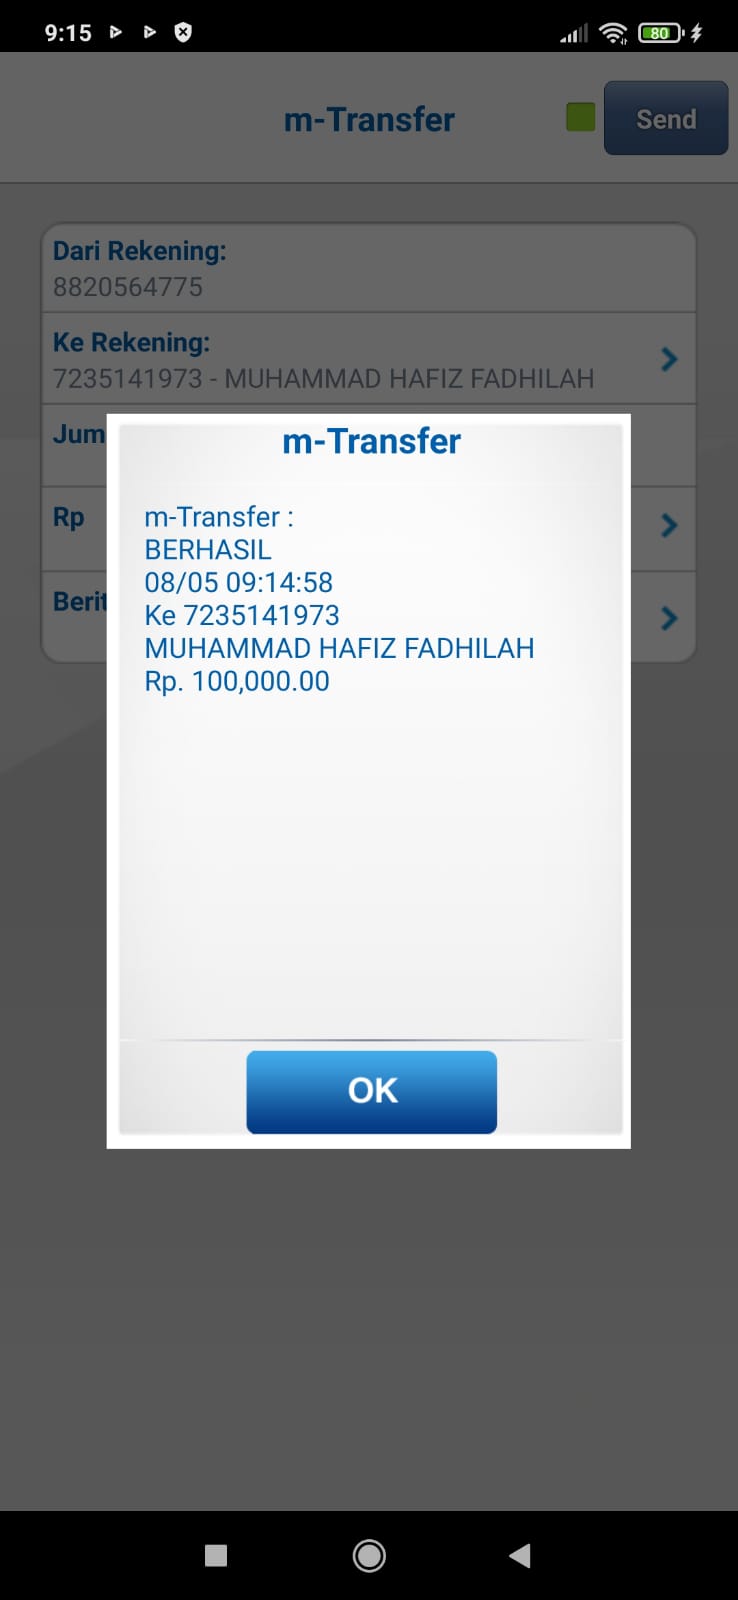 9:15
80
m-Transfer
Send
Dari Rekening:
8820564775
Ke Rekening:
7235141973 - MUHAMMAD HAFIZ FADHILAH
Jum
Rp
Berit
m-Transfer
m-Transfer :
BERHASIL
08/05 09:14:58
Ke 7235141973
MUHAMMAD HAFIZ FADHILAH
Rp. 100,000.00
OK